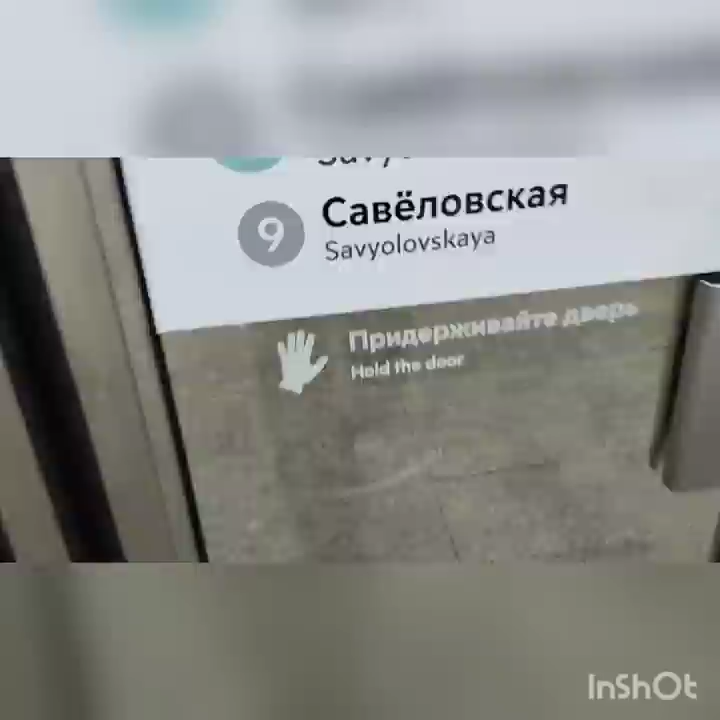 9 Савёловская
Savyolovskaya
Придерживайте дверь
Hold the door
InShOt